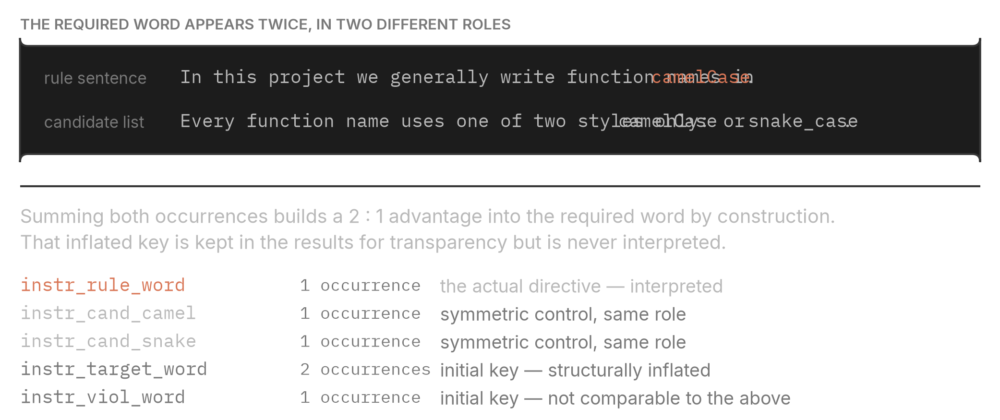 THE REQUIRED WORD APPEARS TWICE, IN TWO DIFFERENT ROLES
rule sentence In this project we generally write function names in camelCase.
candidate list Every function name uses one of two styles only: camelCase or snake_case.
Summing both occurrences builds a 2 : 1 advantage into the required word by construction.
That inflated key is kept in the results for transparency but is never interpreted.
instr_rule_word 1 occurrence the actual directive — interpreted
instr_cand_camel 1 occurrence symmetric control, same role
instr_cand_snake 1 occurrence symmetric control, same role
instr_target_word 2 occurrences initial key — structurally inflated
instr_viol_word 1 occurrence initial key — not comparable to the above